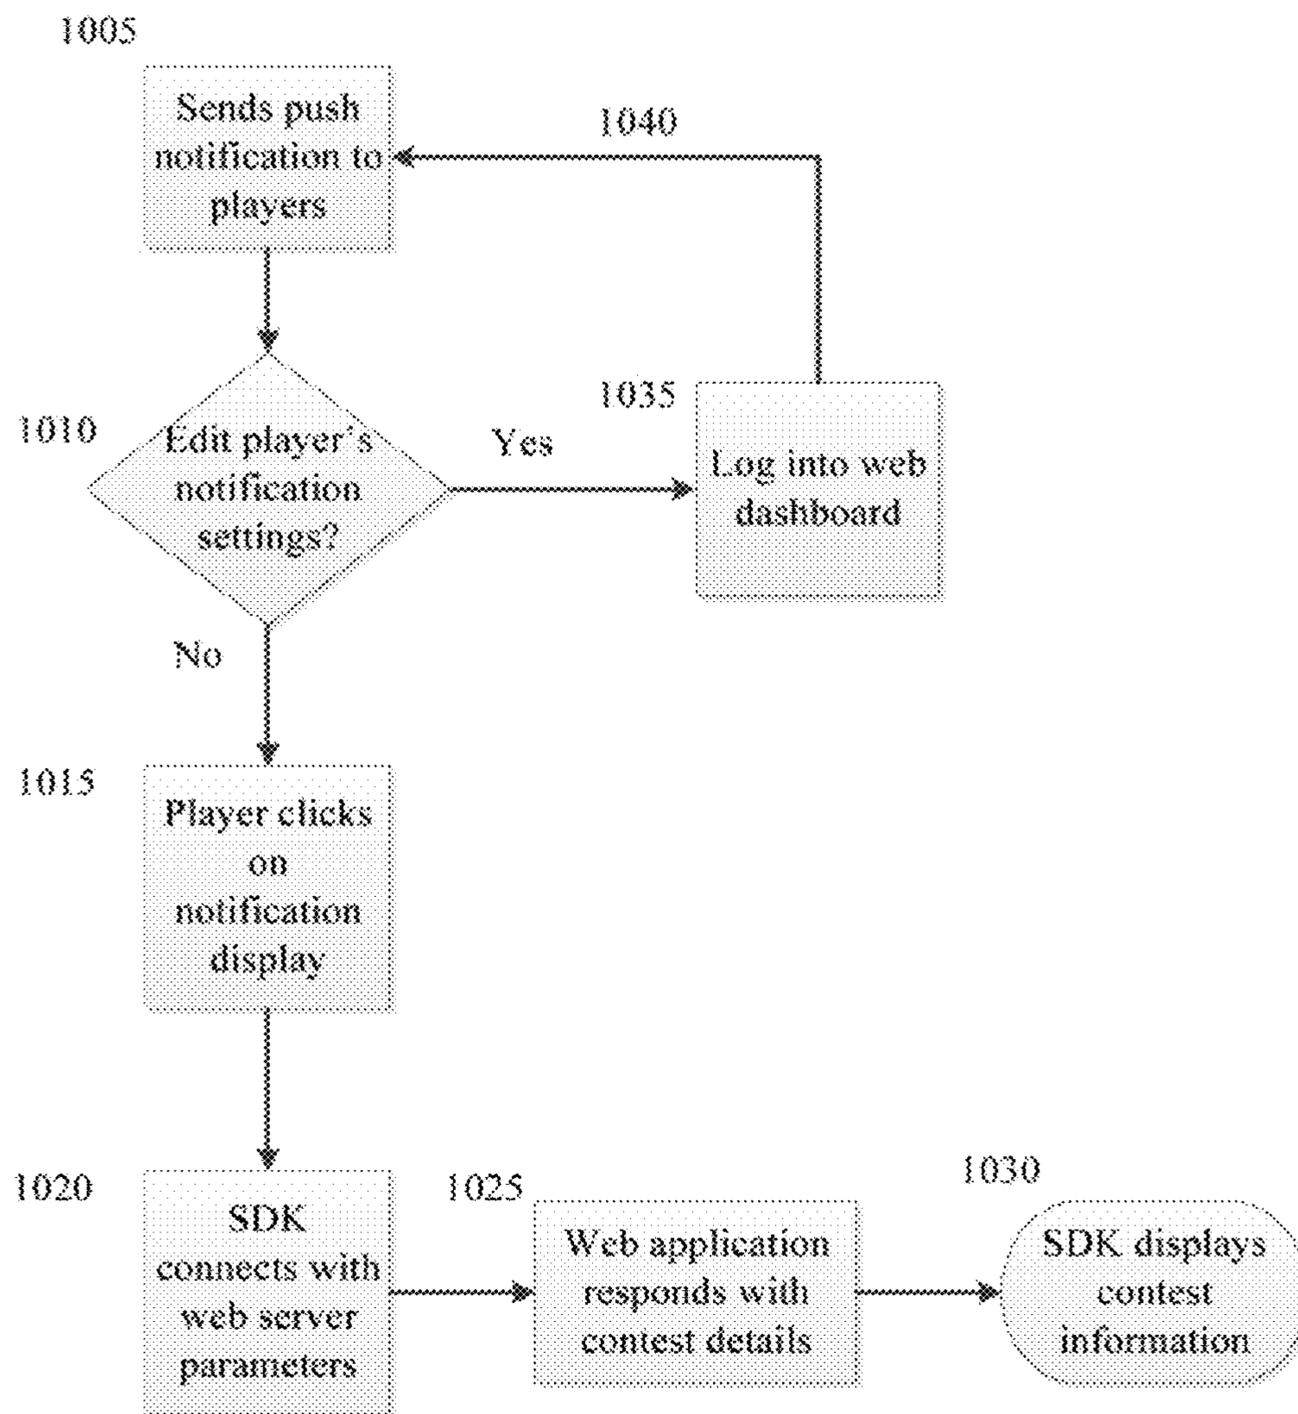 1005
Sends push
notification to
players
1040
1010
Edit player's
notification
settings?
Yes
1035
Log into web
dashboard
No
1015
Player clicks
on
notification
display
1020
SDK
connects with
web server
parameters
1025
Web application
responds with
contest details
1030
SDK displays
contest
information